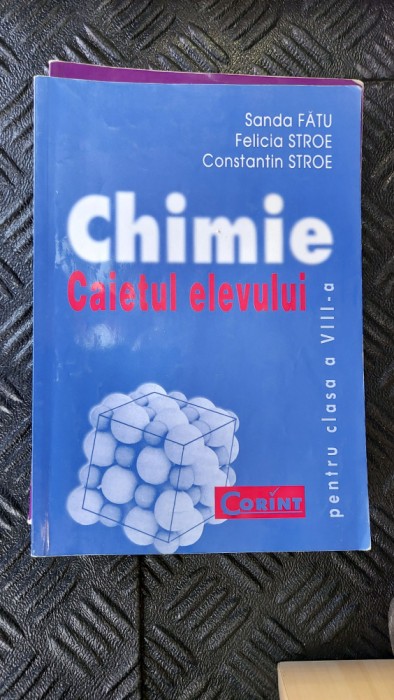 Sanda FĂTU
Felicia STROE
Constantin STROE
Chimie
Caietul elevului
pentru clasa a VIII-a
CORINT